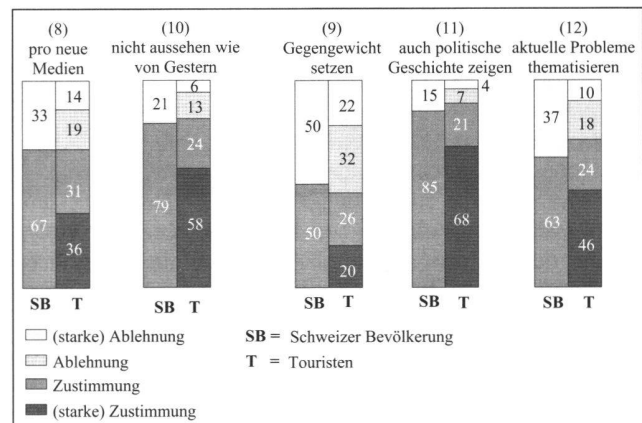 (8) (10) (9) (11) (12)
pro neue nicht aussehen wie Gegengewicht auch politische aktuelle Probleme
Medien von Gestern setzen Geschichte zeigen thematisieren
33 14 19 67 31 36
21 6 13 79 24 58
50 22 32 50 26 20
15 4 7 85 21 68
37 10 18 63 24 46
SB T SB T SB T SB T SB T
(starke) Ablehnung SB = Schweizer Bevölkerung
Ablehnung T = Touristen
Zustimmung
(starke) Zustimmung